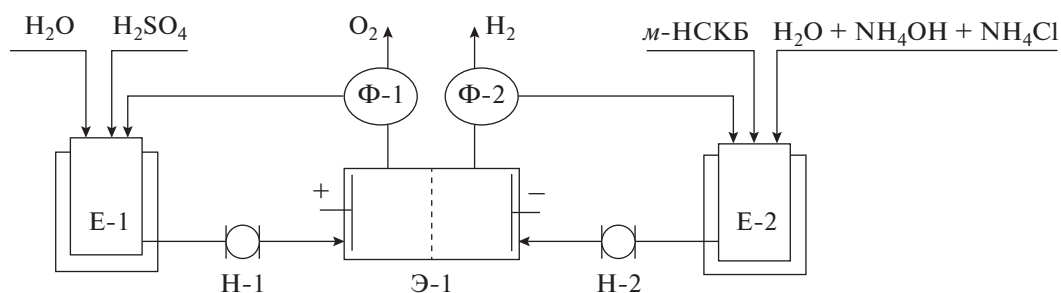 H₂O H₂SO₄ O₂ H₂ м-НСКБ H₂O + NH₄OH + NH₄Cl
Ф-1 Ф-2
+ −
Е-1 Е-2
Н-1 Э-1 Н-2